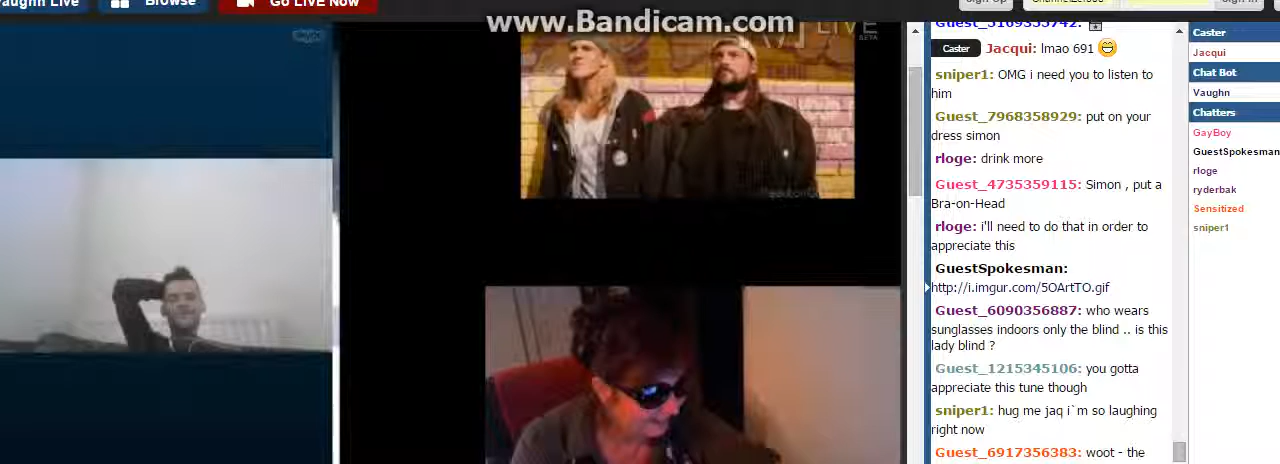 Vaughn Live
Browse
Go LIVE Now
www.Bandicam.com
Sign Up
Sign In
skype
LIVE
BETA
Guest_5169355742:
Caster Jacqui: lmao 691
sniper1: OMG i need you to listen to
him
Guest_7968358929: put on your
dress simon
rloge: drink more
Guest_4735359115: Simon , put a
Bra-on-Head
rloge: i'll need to do that in order to
appreciate this
GuestSpokesman:
http://i.imgur.com/5OArtTO.gif
Guest_6090356887: who wears
sunglasses indoors only the blind .. is this
lady blind ?
Guest_1215345106: you gotta
appreciate this tune though
sniper1: hug me jaq i`m so laughing
right now
Guest_6917356383: woot - the
Caster
Jacqui
Chat Bot
Vaughn
Chatters
GayBoy
GuestSpokesman
rloge
ryderbak
Sensitized
sniper1